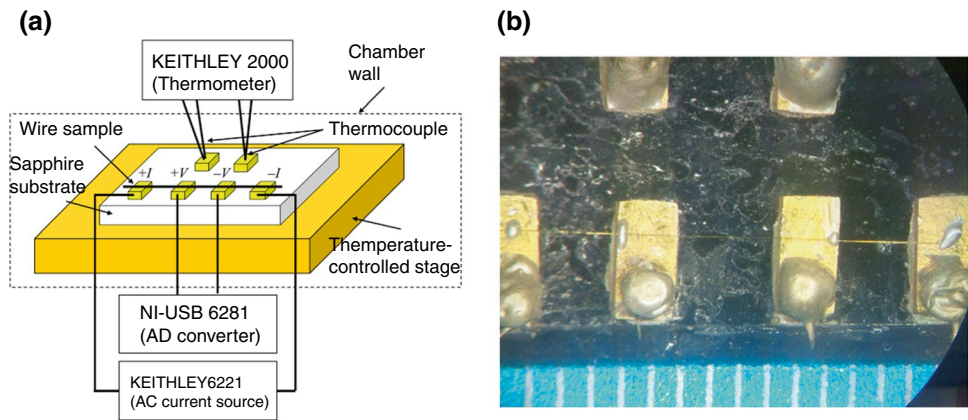 (a)
KEITHLEY 2000
(Thermometer)
Chamber
wall
Wire sample
Thermocouple
Sapphire
substrate
+I
+V
−V
−I
Themperature-
controlled stage
NI-USB 6281
(AD converter)
KEITHLEY6221
(AC current source)
(b)